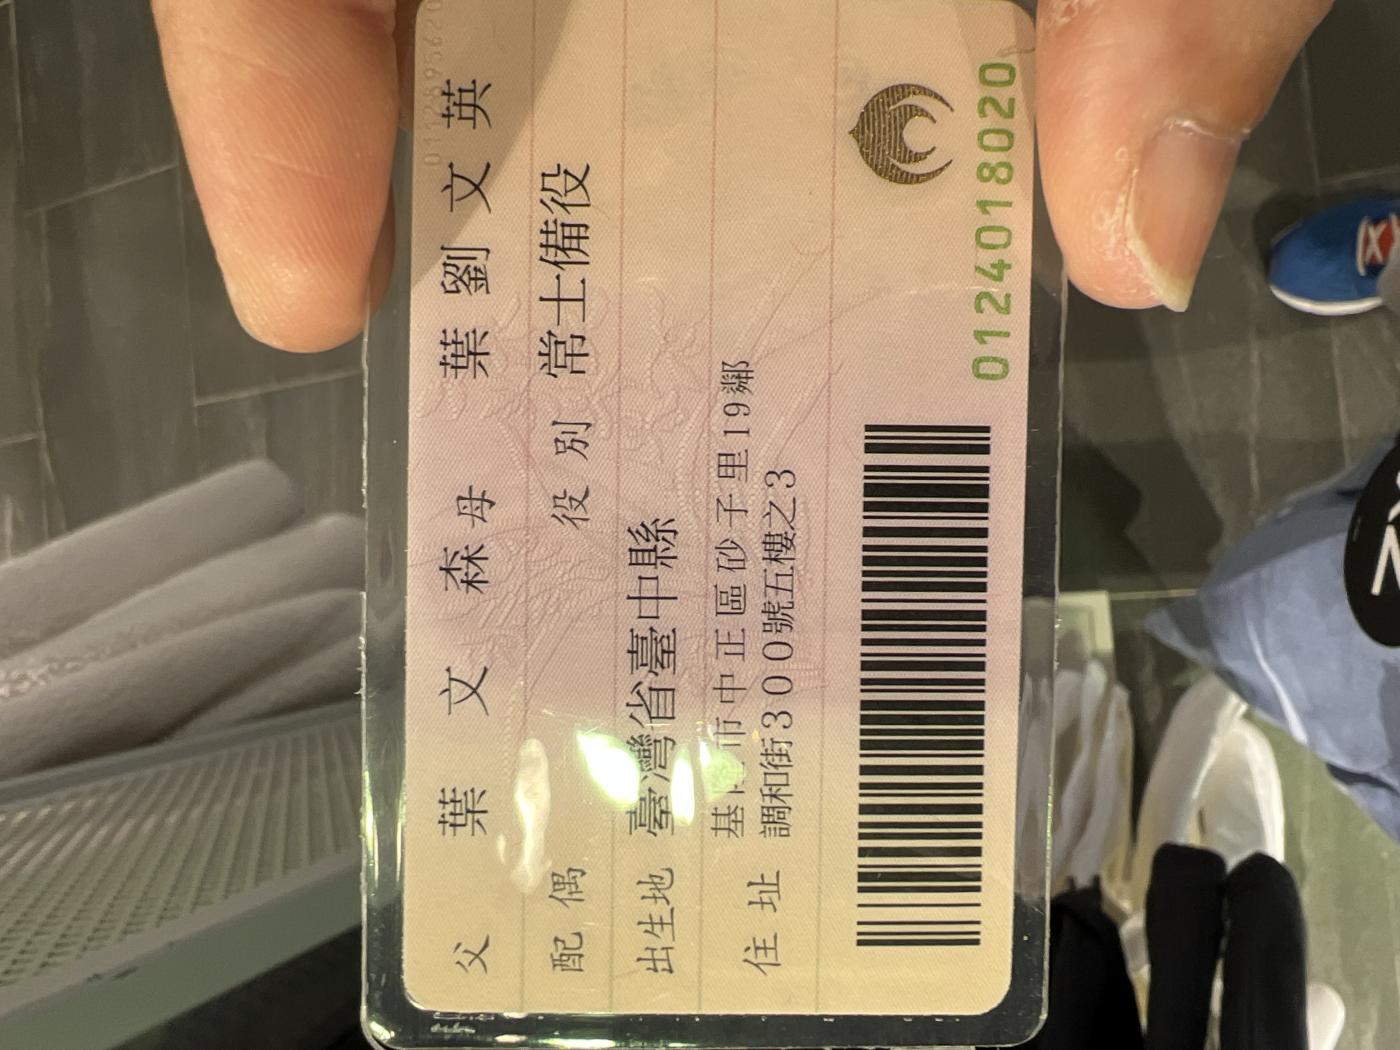 父 葉文森 母 葉劉文英
配偶 役別 常士備役
出生地 臺灣省臺中縣
住址 基隆市中正區砂子里19鄰
調和街300號五樓之3
0124018020